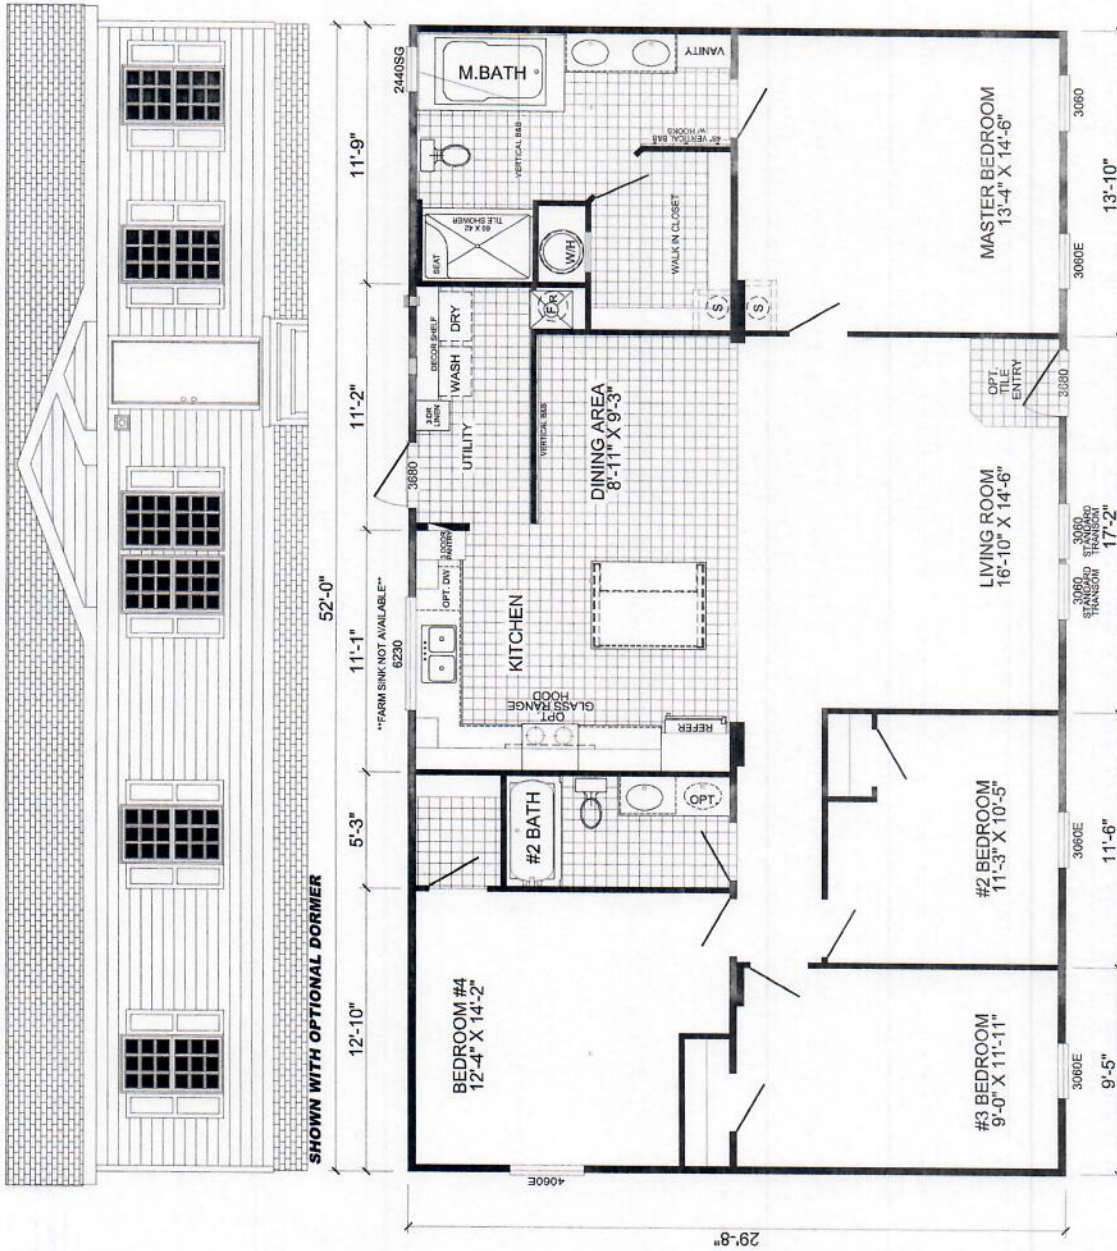 SHOWN WITH OPTIONAL DORMER
52'-0"
12'-10"
5'-3"
11'-1"
11'-2"
11'-9"
**FARM SINK NOT AVAILABLE**
6230
3680
2440SG
4060E
29'-8"
BEDROOM #4
12'-4" X 14'-2"
#2 BATH
OPT.
OPT. DW
3 DOOR
PANTRY
KITCHEN
OPT.
GLASS RANGE
HOOD
REFER
UTILITY
3 DR
LINEN
DECOR SHELF
WASH
DRY
VERTICAL B&B
DINING AREA
8'-11" X 9'-3"
F
R
W/H
SEAT
60 X 42
TILE SHOWER
VERTICAL B&B
M.BATH
VANITY
48" VERTICAL B&B
w/ HOOKS
WALK IN CLOSET
S
S
#3 BEDROOM
9'-0" X 11'-11"
#2 BEDROOM
11'-3" X 10'-5"
LIVING ROOM
16'-10" X 14'-6"
OPT.
TILE
ENTRY
MASTER BEDROOM
13'-4" X 14'-6"
3060E
3060E
3060
STANDARD
TRANSOM
3060
STANDARD
TRANSOM
3680
3060E
3060
9'-5"
11'-6"
17'-2"
13'-10"